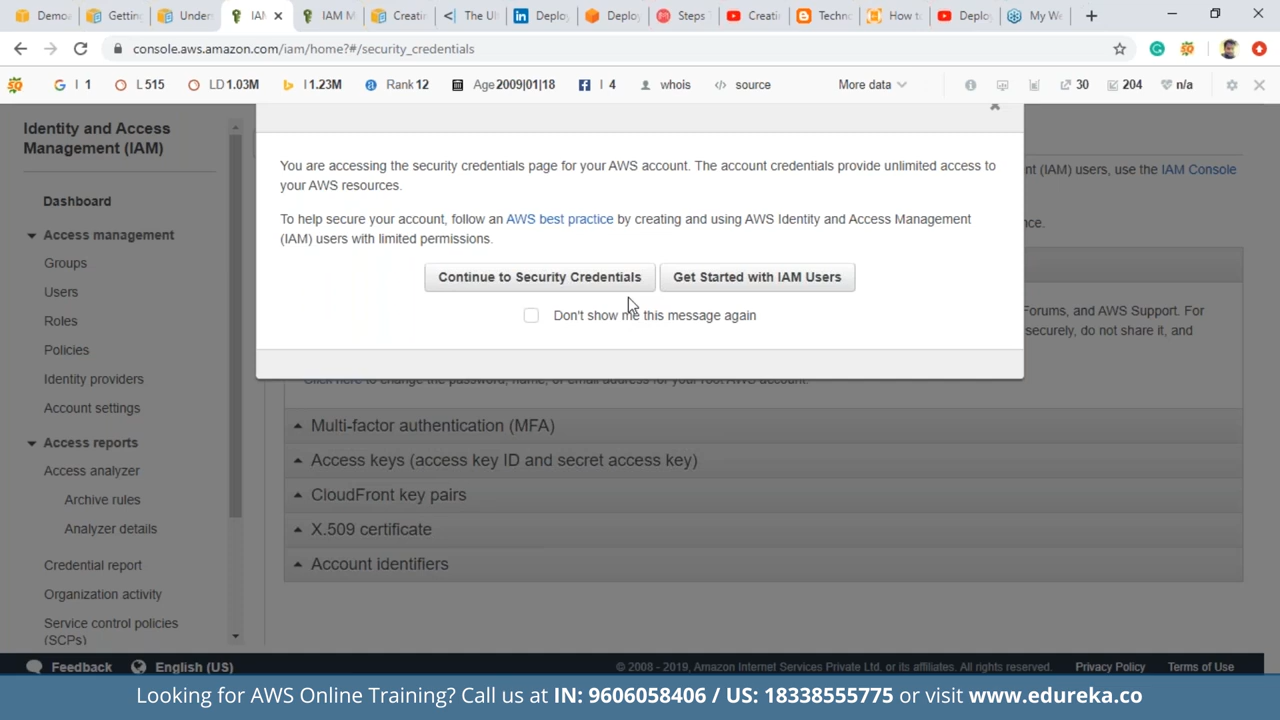 Demo
Getting
Under
IAM
IAM M
Creati
The Ul
Deploy
Deploy
Steps
Creati
Techn
How to
Deploy
My W
console.aws.amazon.com/iam/home?#/security_credentials
I 1
L 515
LD 1.03M
I 1.23M
Rank 12
Age 2009|01|18
I 4
whois
source
More data
30
204
n/a
Identity and Access
Management (IAM)
Dashboard
Access management
Groups
Users
Roles
Policies
Identity providers
Account settings
Access reports
Access analyzer
Archive rules
Analyzer details
Credential report
Organization activity
Service control policies
(SCPs)
You are accessing the security credentials page for your AWS account. The account credentials provide unlimited access to
your AWS resources.
To help secure your account, follow an AWS best practice by creating and using AWS Identity and Access Management
(IAM) users with limited permissions.
Continue to Security Credentials
Get Started with IAM Users
Don't show me this message again
nt (IAM) users, use the IAM Console
nce.
Forums, and AWS Support. For
securely, do not share it, and
Click here to change the password, name, or email address for your root AWS account.
Multi-factor authentication (MFA)
Access keys (access key ID and secret access key)
CloudFront key pairs
X.509 certificate
Account identifiers
Feedback
English (US)
© 2008 - 2019, Amazon Internet Services Private Ltd. or its affiliates. All rights reserved.
Privacy Policy
Terms of Use
Looking for AWS Online Training? Call us at IN: 9606058406 / US: 18338555775 or visit www.edureka.co